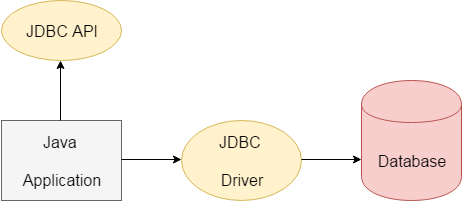 JDBC API
Java
Application
JDBC
Driver
Database